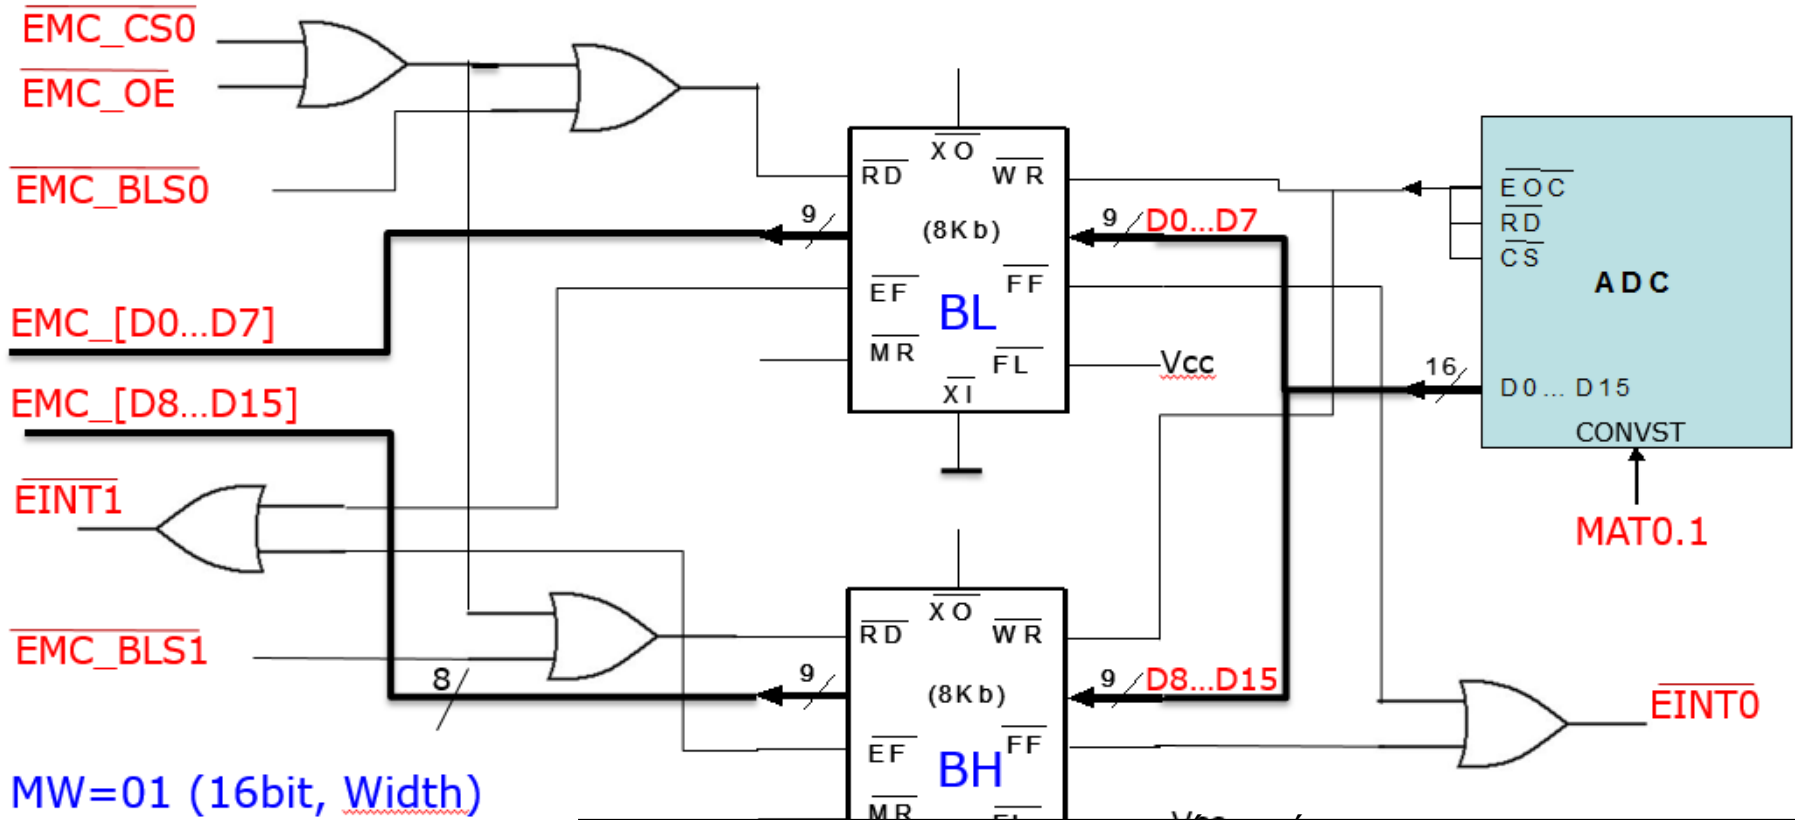 EMC_CS0
EMC_OE
EMC_BLS0
EMC_[D0...D7]
EMC_[D8...D15]
EINT1
EMC_BLS1
8
MW=01 (16bit, Width)
XO
RD
WR
9
(8Kb)
9
D0...D7
EF
FF
BL
MR
FL
Vcc
XI
XO
RD
WR
9
(8Kb)
9
D8...D15
EF
FF
BH
MR
EOC
RD
CS
ADC
16
D0... D15
CONVST
MAT0.1
EINT0